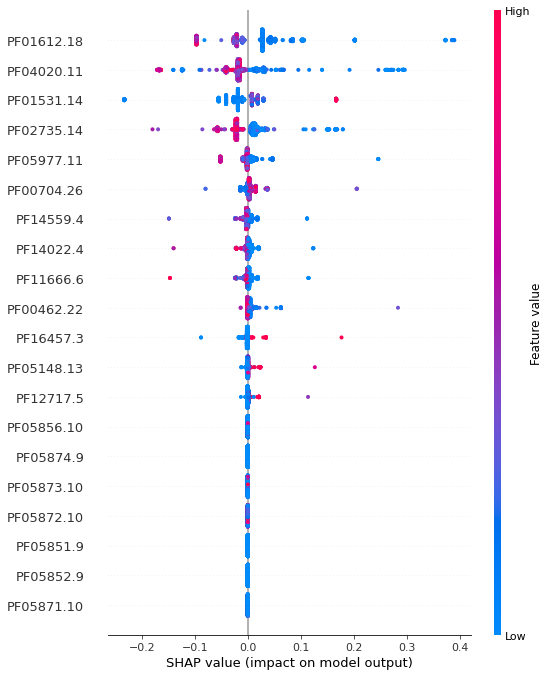 High
PF01612.18
PF04020.11
PF01531.14
PF02735.14
PF05977.11
PF00704.26
PF14559.4
PF14022.4
PF11666.6
PF00462.22
PF16457.3
PF05148.13
PF12717.5
PF05856.10
PF05874.9
PF05873.10
PF05872.10
PF05851.9
PF05852.9
PF05871.10
Feature value
Low
−0.2 −0.1 0.0 0.1 0.2 0.3 0.4
SHAP value (impact on model output)